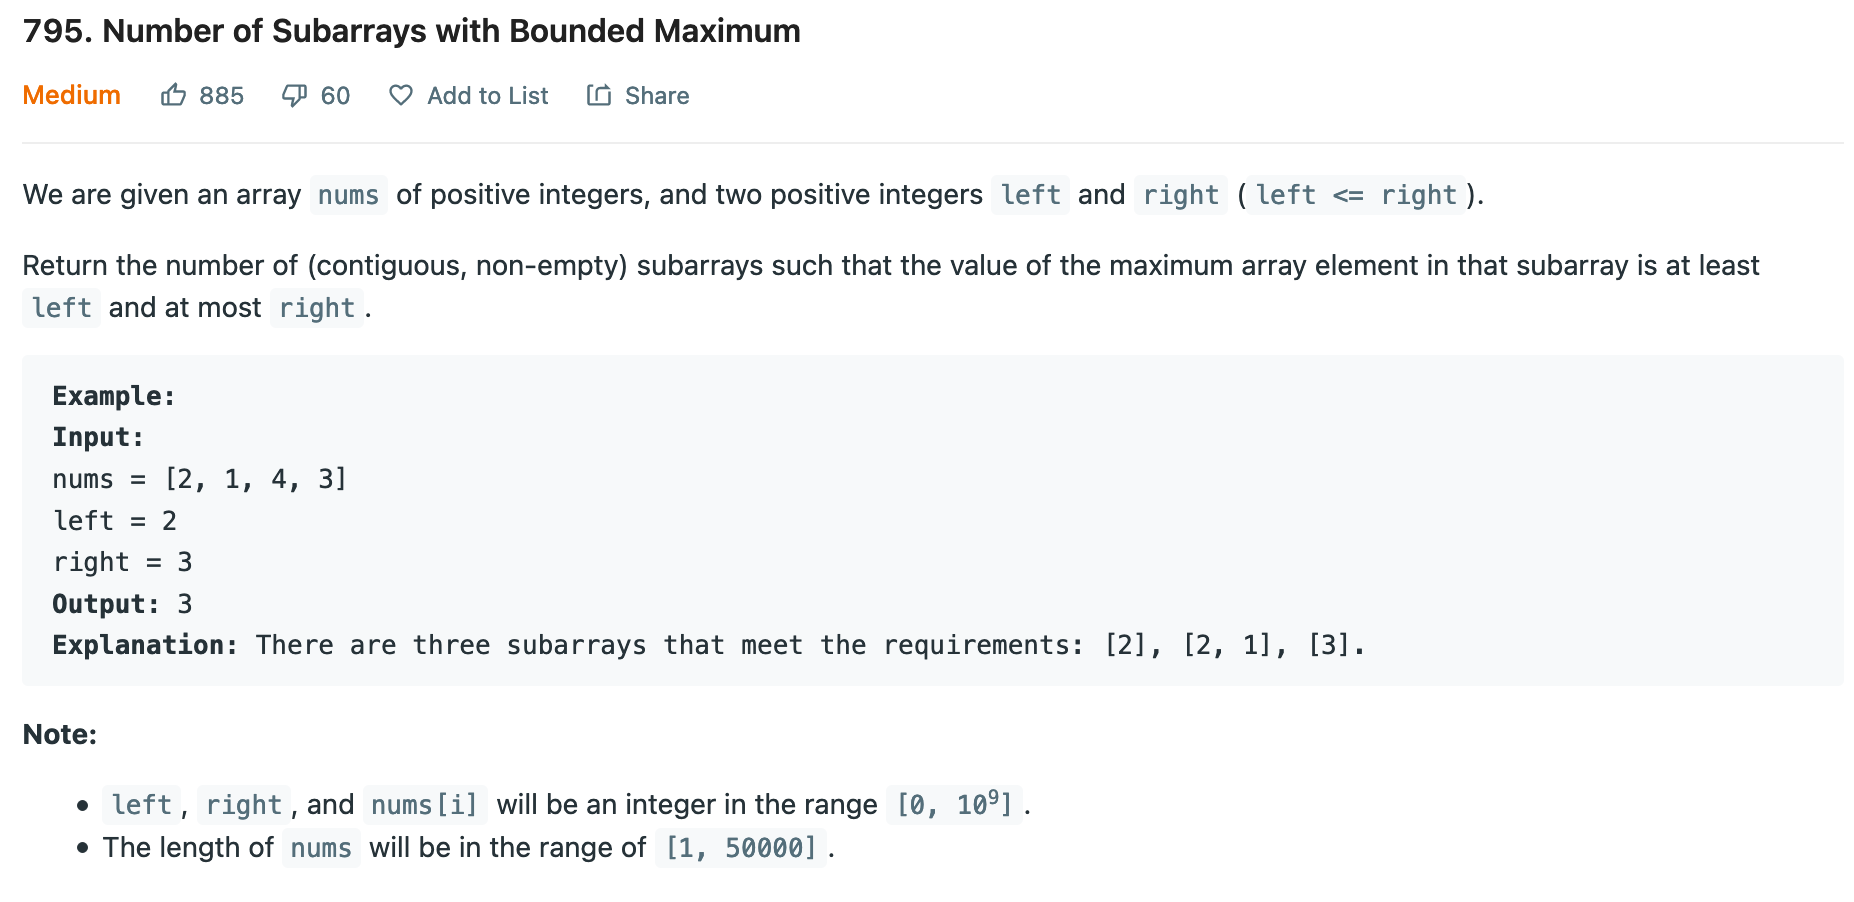 795. Number of Subarrays with Bounded Maximum
Medium 885 60 Add to List Share
We are given an array nums of positive integers, and two positive integers left and right ( left <= right ).
Return the number of (contiguous, non-empty) subarrays such that the value of the maximum array element in that subarray is at least
left and at most right .
Example:
Input:
nums = [2, 1, 4, 3]
left = 2
right = 3
Output: 3
Explanation: There are three subarrays that meet the requirements: [2], [2, 1], [3].
Note:
• left , right , and nums[i] will be an integer in the range [0, 10⁹] .
• The length of nums will be in the range of [1, 50000] .